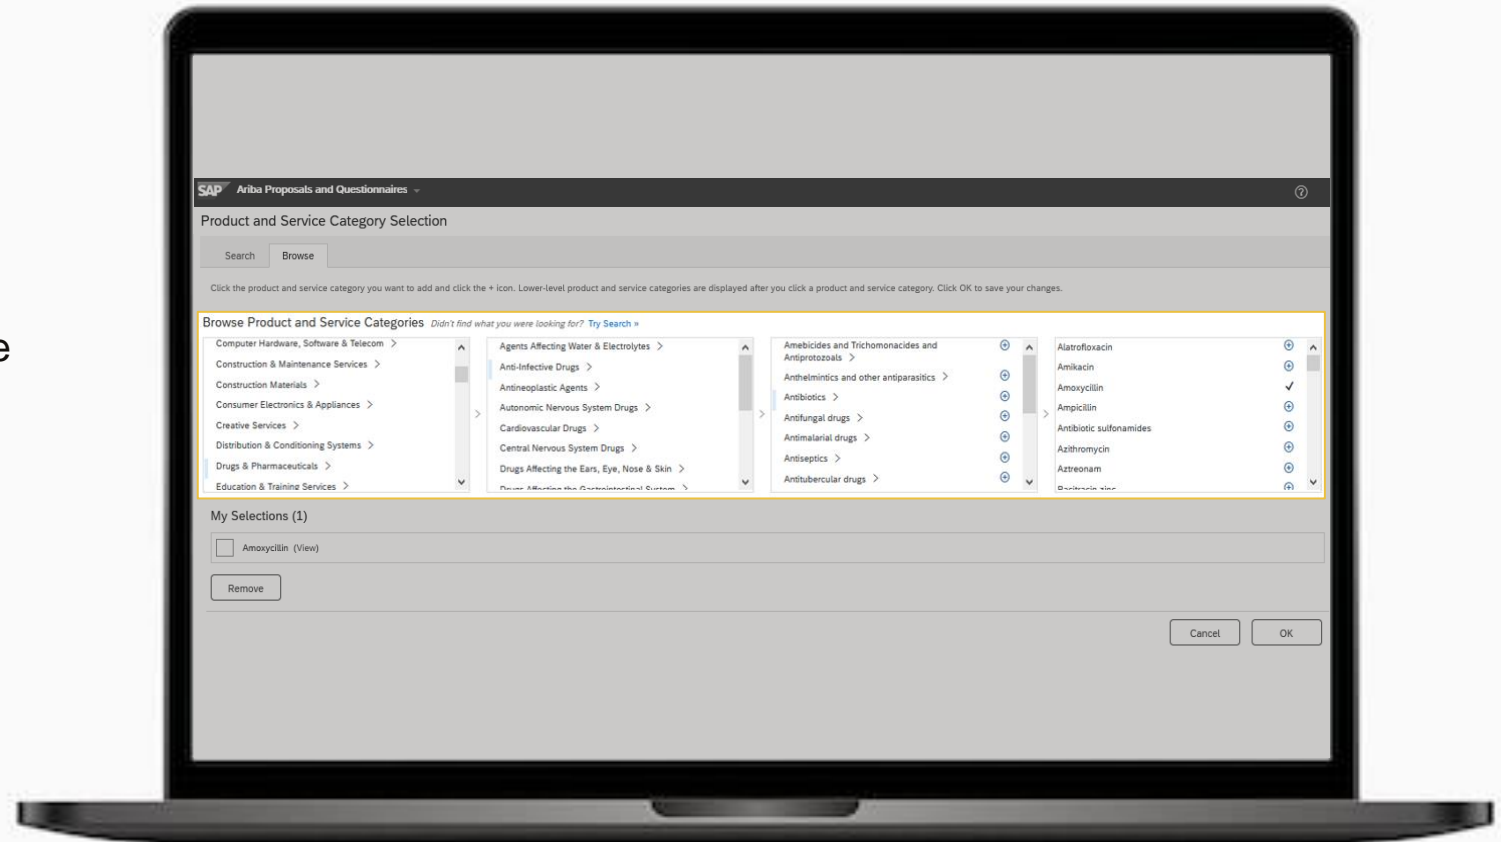 e
SAP Ariba Proposals and Questionnaires
Product and Service Category Selection
Search Browse
Click the product and service category you want to add and click the + icon. Lower-level product and service categories are displayed after you click a product and service category. Click OK to save your changes.
Browse Product and Service Categories Didn't find what you were looking for? Try Search »
Computer Hardware, Software & Telecom >
Construction & Maintenance Services >
Construction Materials >
Consumer Electronics & Appliances >
Creative Services >
Distribution & Conditioning Systems >
Drugs & Pharmaceuticals >
Education & Training Services >
Agents Affecting Water & Electrolytes >
Anti-Infective Drugs >
Antineoplastic Agents >
Autonomic Nervous System Drugs >
Cardiovascular Drugs >
Central Nervous System Drugs >
Drugs Affecting the Ears, Eye, Nose & Skin >
Drugs Affecting the Gastrointestinal System >
Amebicides and Trichomonacides and
Antiprotozoals >
Anthelmintics and other antiparasitics >
Antibiotics >
Antifungal drugs >
Antimalarial drugs >
Antiseptics >
Antitubercular drugs >
Alatrofloxacin
Amikacin
Amoxycillin
Ampicillin
Antibiotic sulfonamides
Azithromycin
Aztreonam
Bacitracin zinc
My Selections (1)
Amoxycillin (View)
Remove
Cancel OK